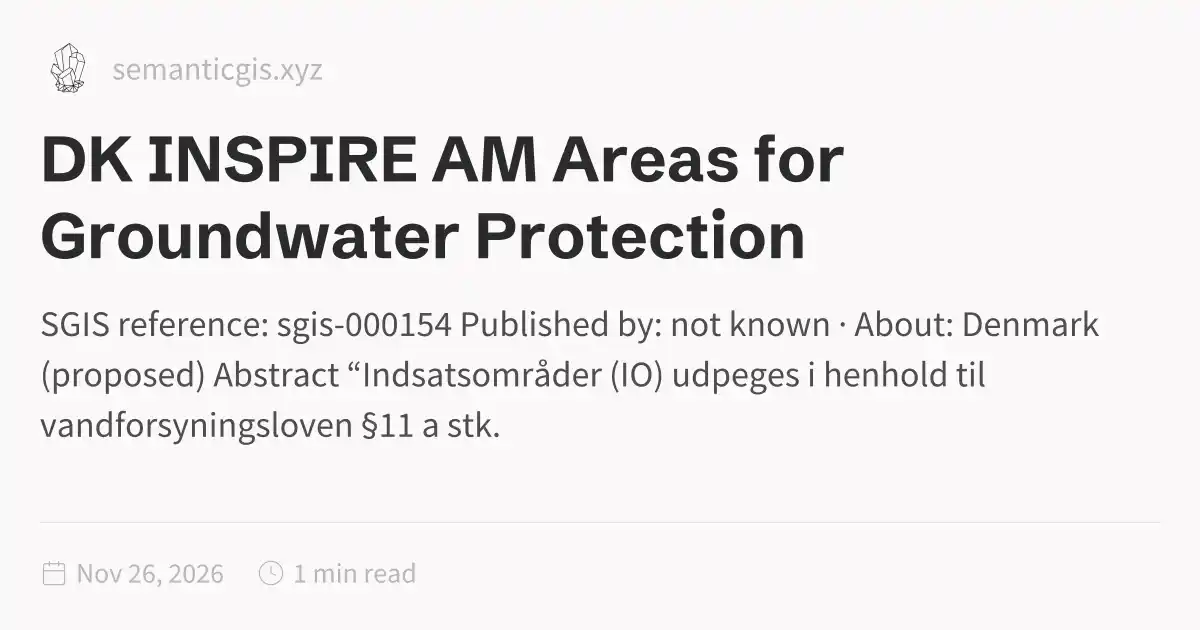 semanticgis.xyz
DK INSPIRE AM Areas for
Groundwater Protection
SGIS reference: sgis-000154 Published by: not known · About: Denmark
(proposed) Abstract “Indsatsområder (IO) udpeges i henhold til
vandforsyningsloven §11 a stk.
Nov 26, 2026 1 min read